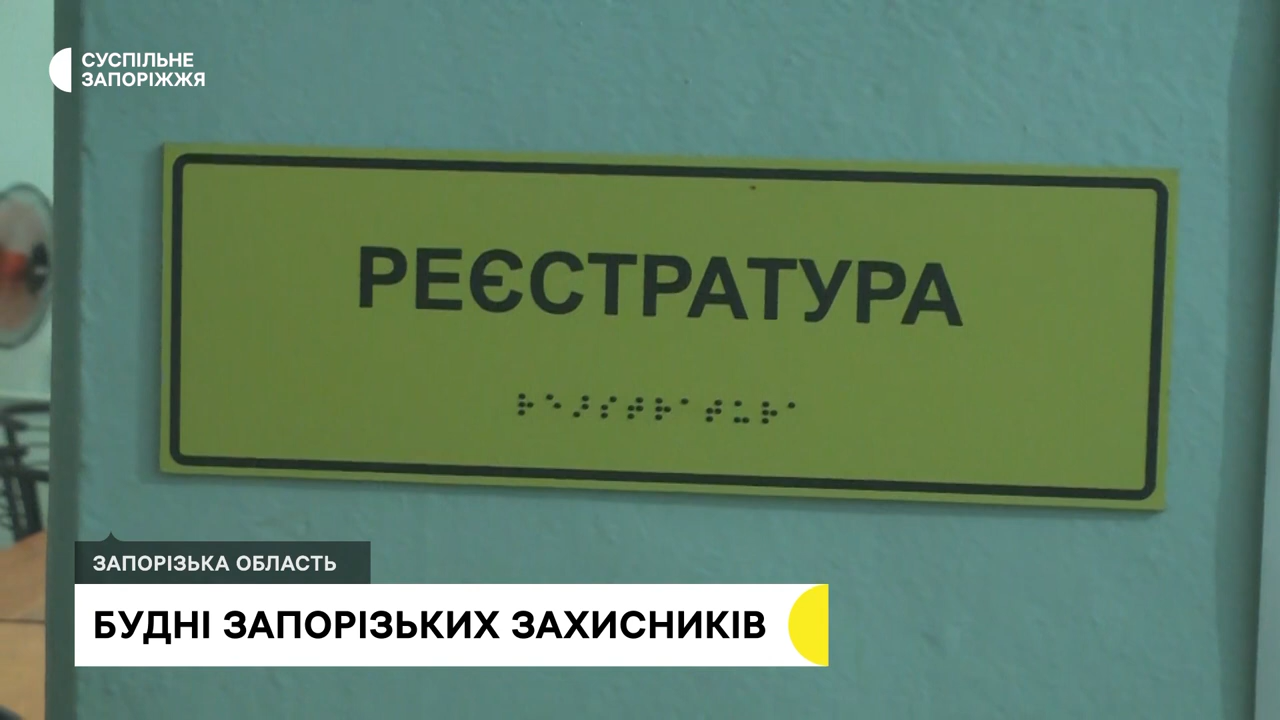 СУСПІЛЬНЕ
ЗАПОРІЖЖЯ
РЕЄСТРАТУРА
⠗⠑⠜⠎⠞⠗⠁⠞⠥⠗⠁
ЗАПОРІЗЬКА ОБЛАСТЬ
БУДНІ ЗАПОРІЗЬКИХ ЗАХИСНИКІВ